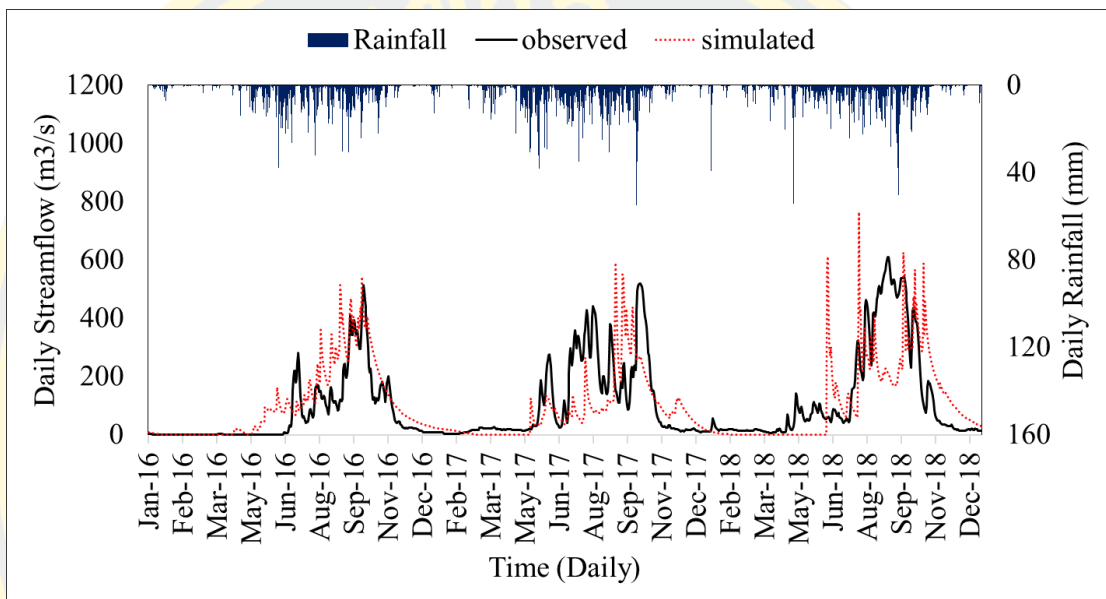 Rainfall observed simulated
1200
1000
800
600
400
200
0
Daily Streamflow (m3/s)
0
40
80
120
160
Daily Rainfall (mm)
Jan-16
Feb-16
Mar-16
May-16
Jun-16
Aug-16
Sep-16
Nov-16
Dec-16
Feb-17
Mar-17
May-17
Jun-17
Aug-17
Sep-17
Nov-17
Jan-18
Feb-18
Mar-18
Apr-18
Jun-18
Aug-18
Sep-18
Nov-18
Dec-18
Time (Daily)